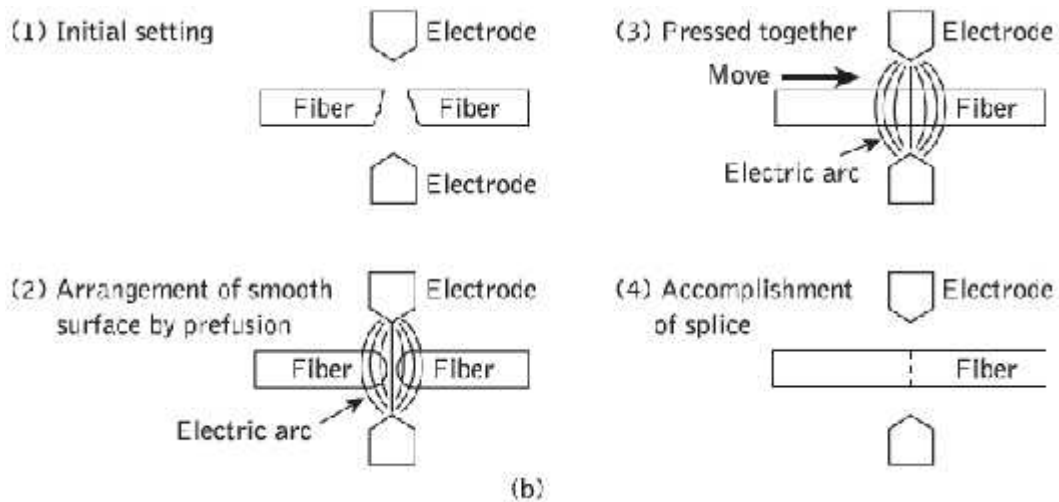 (1) Initial setting
Electrode
Fiber
Fiber
Electrode
(2) Arrangement of smooth
surface by prefusion
Electrode
Fiber
Fiber
Electric arc
(3) Pressed together
Electrode
Move
Fiber
Electric arc
(4) Accomplishment
of splice
Electrode
Fiber
(b)